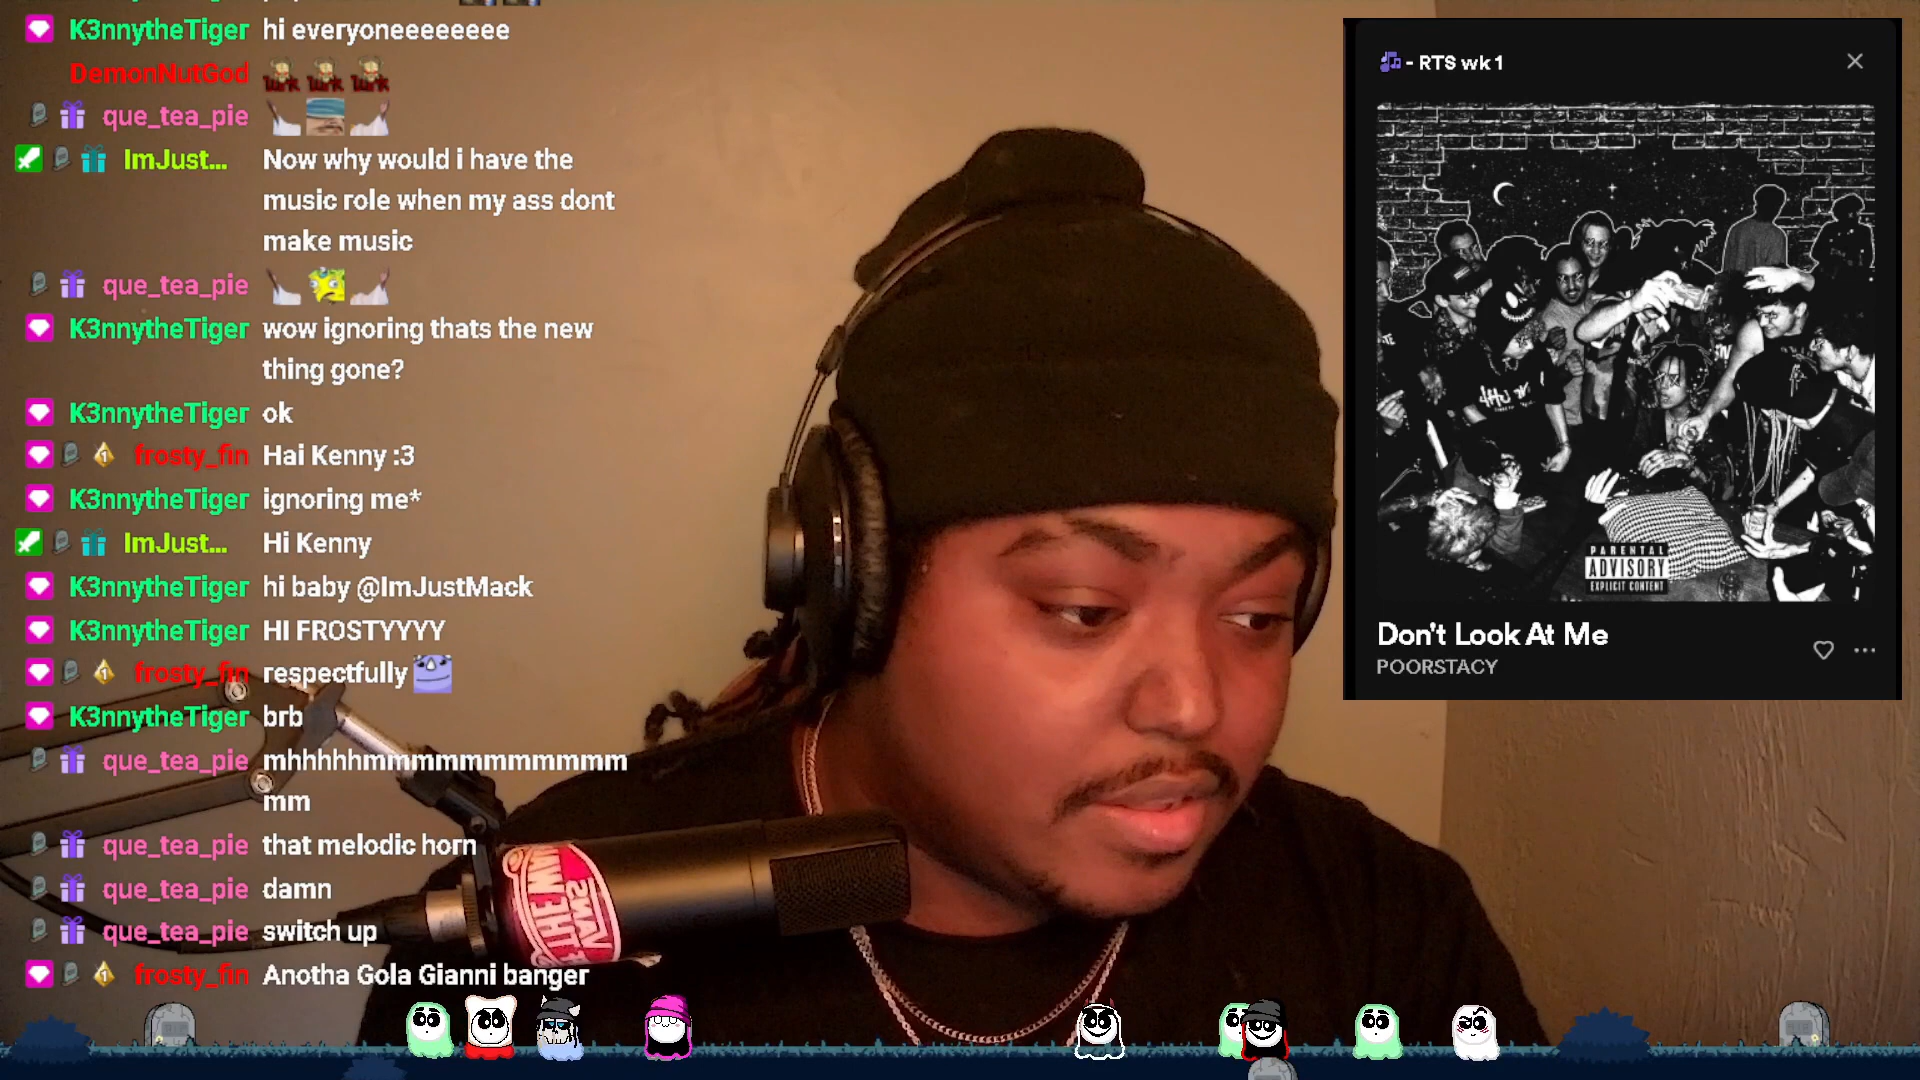 K3nnytheTiger hi everyoneeeeeeee
DemonNutGod
que_tea_pie
ImJust... Now why would i have the
music role when my ass dont
make music
que_tea_pie
K3nnytheTiger wow ignoring thats the new
thing gone?
K3nnytheTiger ok
frosty_fin Hai Kenny :3
K3nnytheTiger ignoring me*
ImJust... Hi Kenny
K3nnytheTiger hi baby @ImJustMack
K3nnytheTiger HI FROSTYYYY
frosty_fin respectfully
K3nnytheTiger brb
que_tea_pie mhhhhhmmmmmmmmmmmm
mm
que_tea_pie that melodic horn
que_tea_pie damn
que_tea_pie switch up
frosty_fin Anotha Gola Gianni banger
- RTS wk 1
PARENTAL
ADVISORY
EXPLICIT CONTENT
Don't Look At Me
POORSTACY
VANS
THE